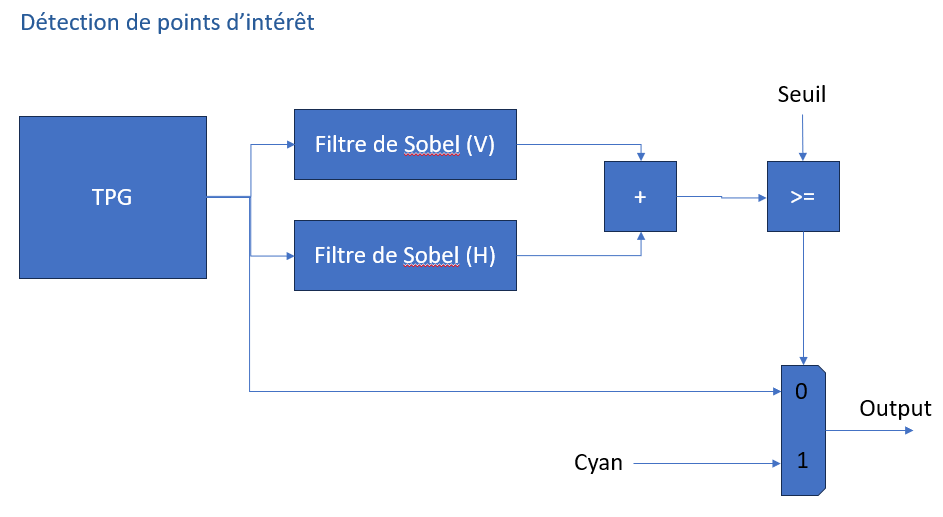 Détection de points d’intérêt
Seuil
TPG
Filtre de Sobel (V)
+
>=
Filtre de Sobel (H)
0
Output
Cyan
1